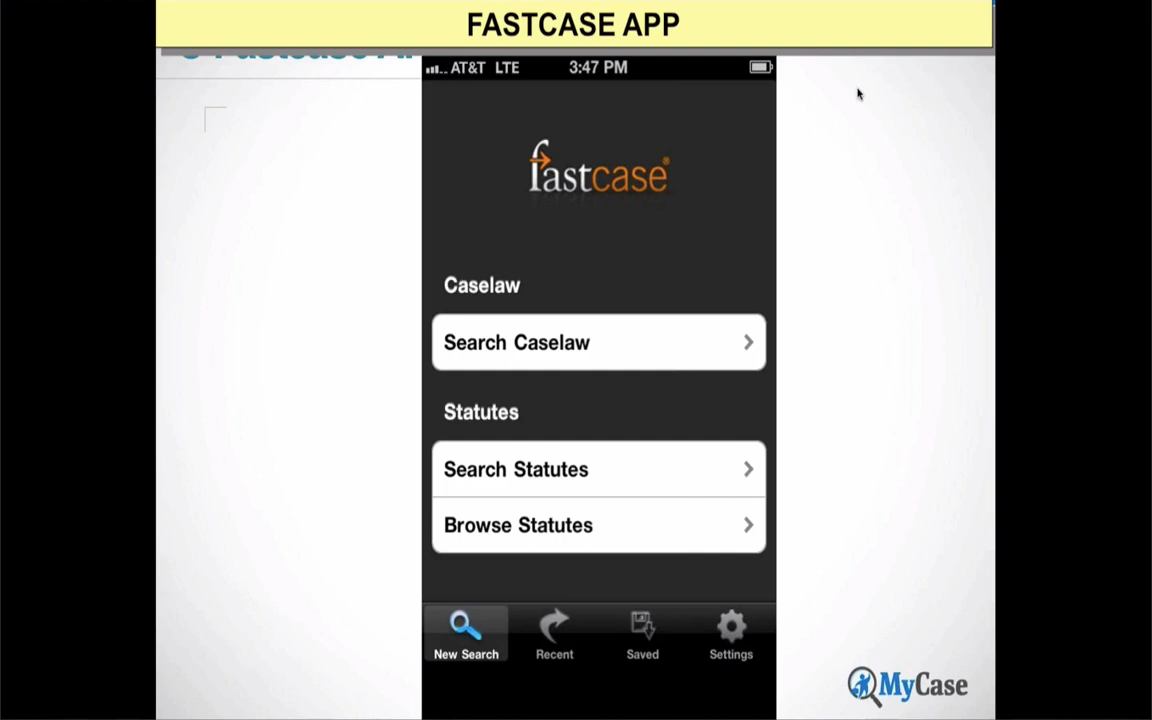 FASTCASE APP
AT&T LTE 3:47 PM
fastcase®
Caselaw
Search Caselaw
Statutes
Search Statutes
Browse Statutes
New Search Recent Saved Settings
MyCase